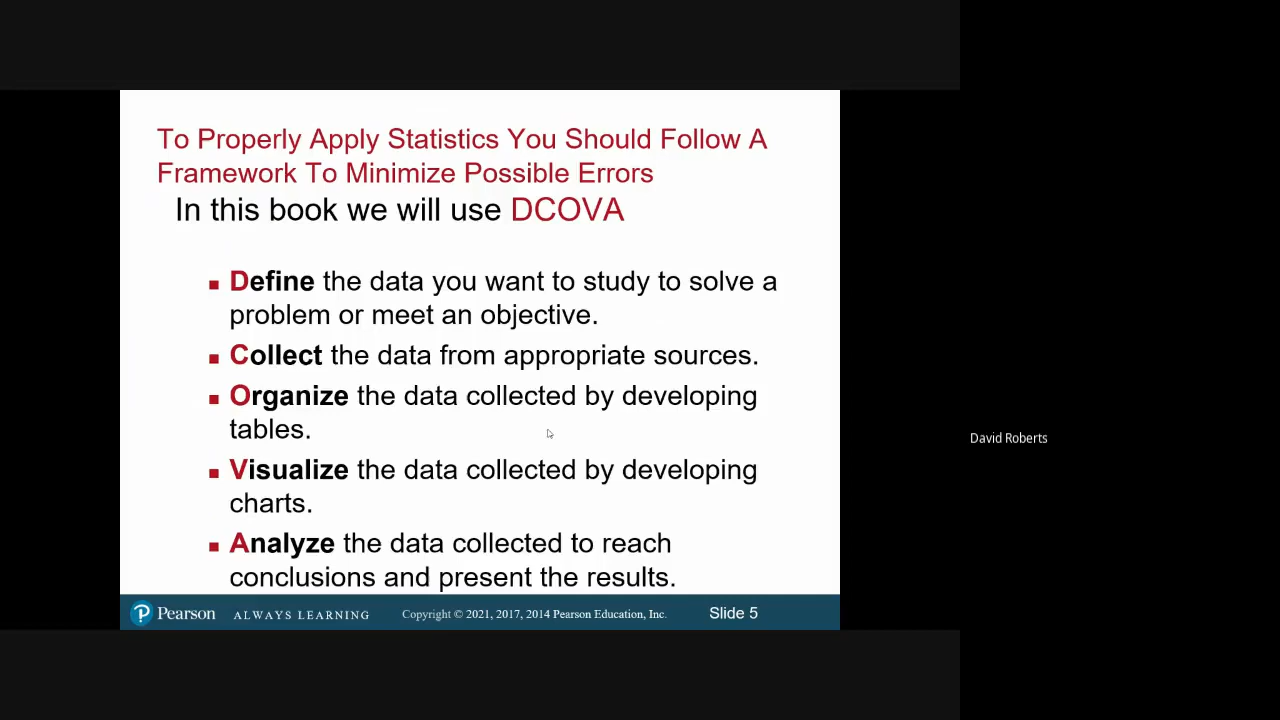 To Properly Apply Statistics You Should Follow A
Framework To Minimize Possible Errors
In this book we will use DCOVA
▪ Define the data you want to study to solve a
problem or meet an objective.
▪ Collect the data from appropriate sources.
▪ Organize the data collected by developing
tables.
▪ Visualize the data collected by developing
charts.
▪ Analyze the data collected to reach
conclusions and present the results.
Pearson ALWAYS LEARNING Copyright © 2021, 2017, 2014 Pearson Education, Inc. Slide 5
David Roberts